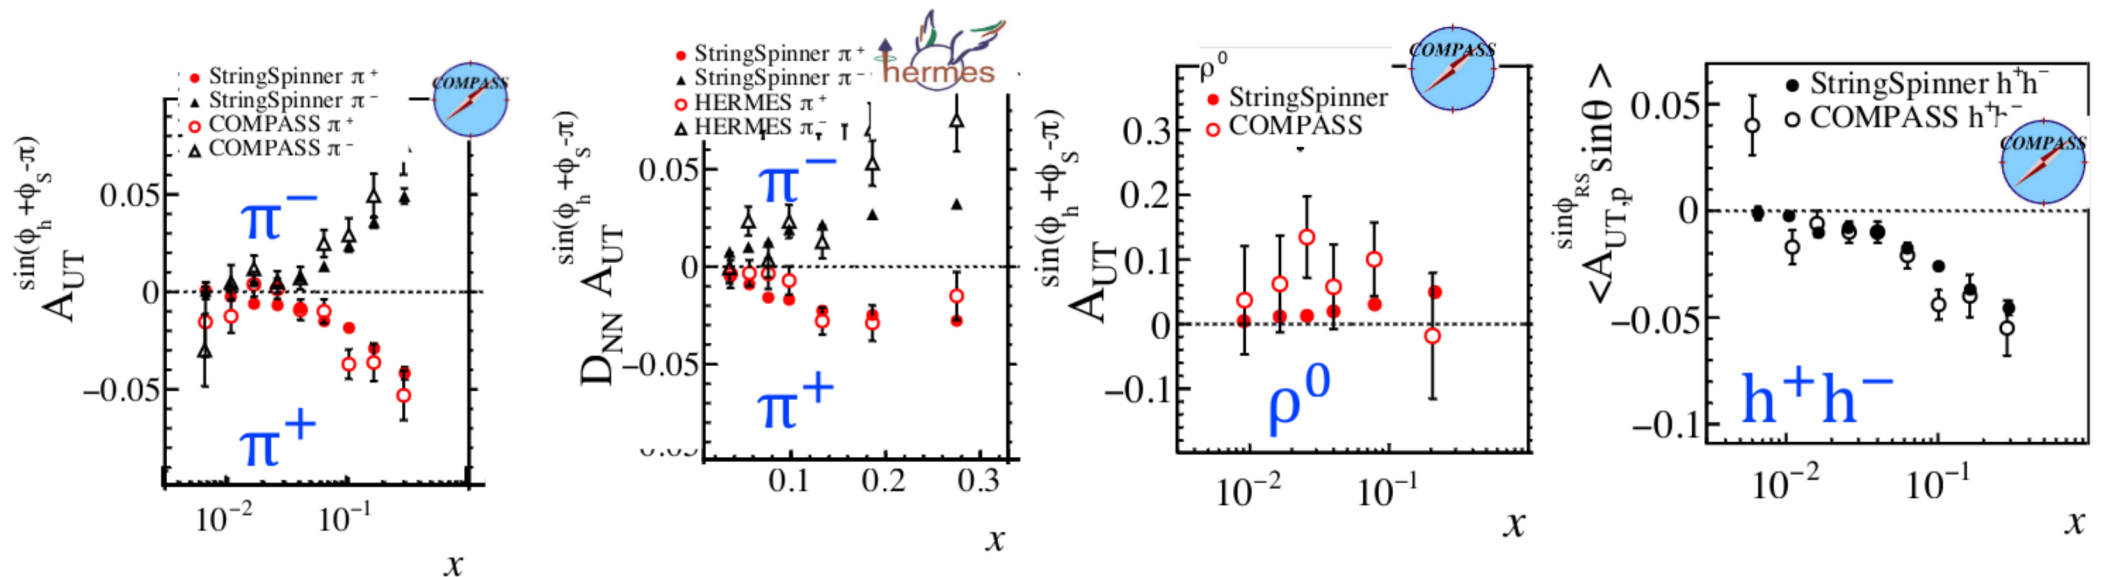 StringSpinner π⁺
StringSpinner π⁻
COMPASS π⁺
COMPASS π⁻
COMPASS
A_UT^sin(ϕ_h+ϕ_S-π)
0.05
0
−0.05
π⁻
π⁺
10⁻²
10⁻¹
x
StringSpinner π⁺
StringSpinner π⁻
HERMES π⁺
HERMES π⁻
hermes
D_NN A_UT^sin(ϕ_h+ϕ_S-π)
0.05
0
−0.05
π⁻
π⁺
0.1
0.2
0.3
x
ρ⁰
StringSpinner
COMPASS
COMPASS
A_UT^sin(ϕ_h+ϕ_S-π)
0.3
0.2
0.1
0
−0.1
ρ⁰
10⁻²
10⁻¹
x
StringSpinner h⁺h⁻
COMPASS h⁺h⁻
COMPASS
<A_UT,p^sinϕ_RS sinθ>
0.05
0
−0.05
−0.1
h⁺h⁻
10⁻²
10⁻¹
x